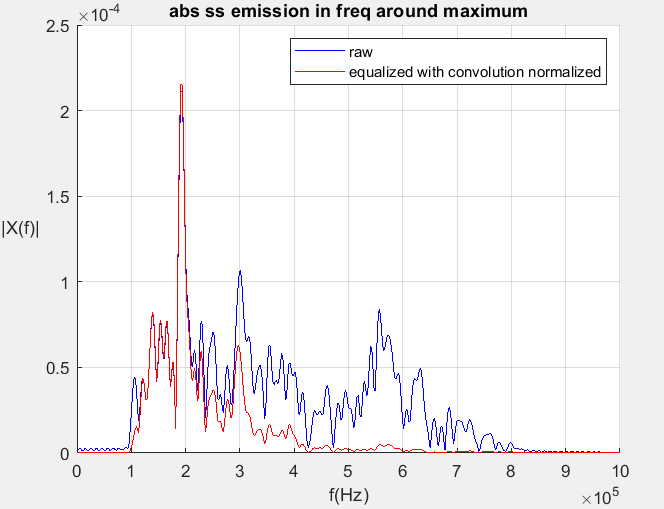 abs ss emission in freq around maximum
×10⁻⁴
raw
equalized with convolution normalized
2.5
2
1.5
|X(f)|
1
0.5
0
0 1 2 3 4 5 6 7 8 9 10
f(Hz)
×10⁵